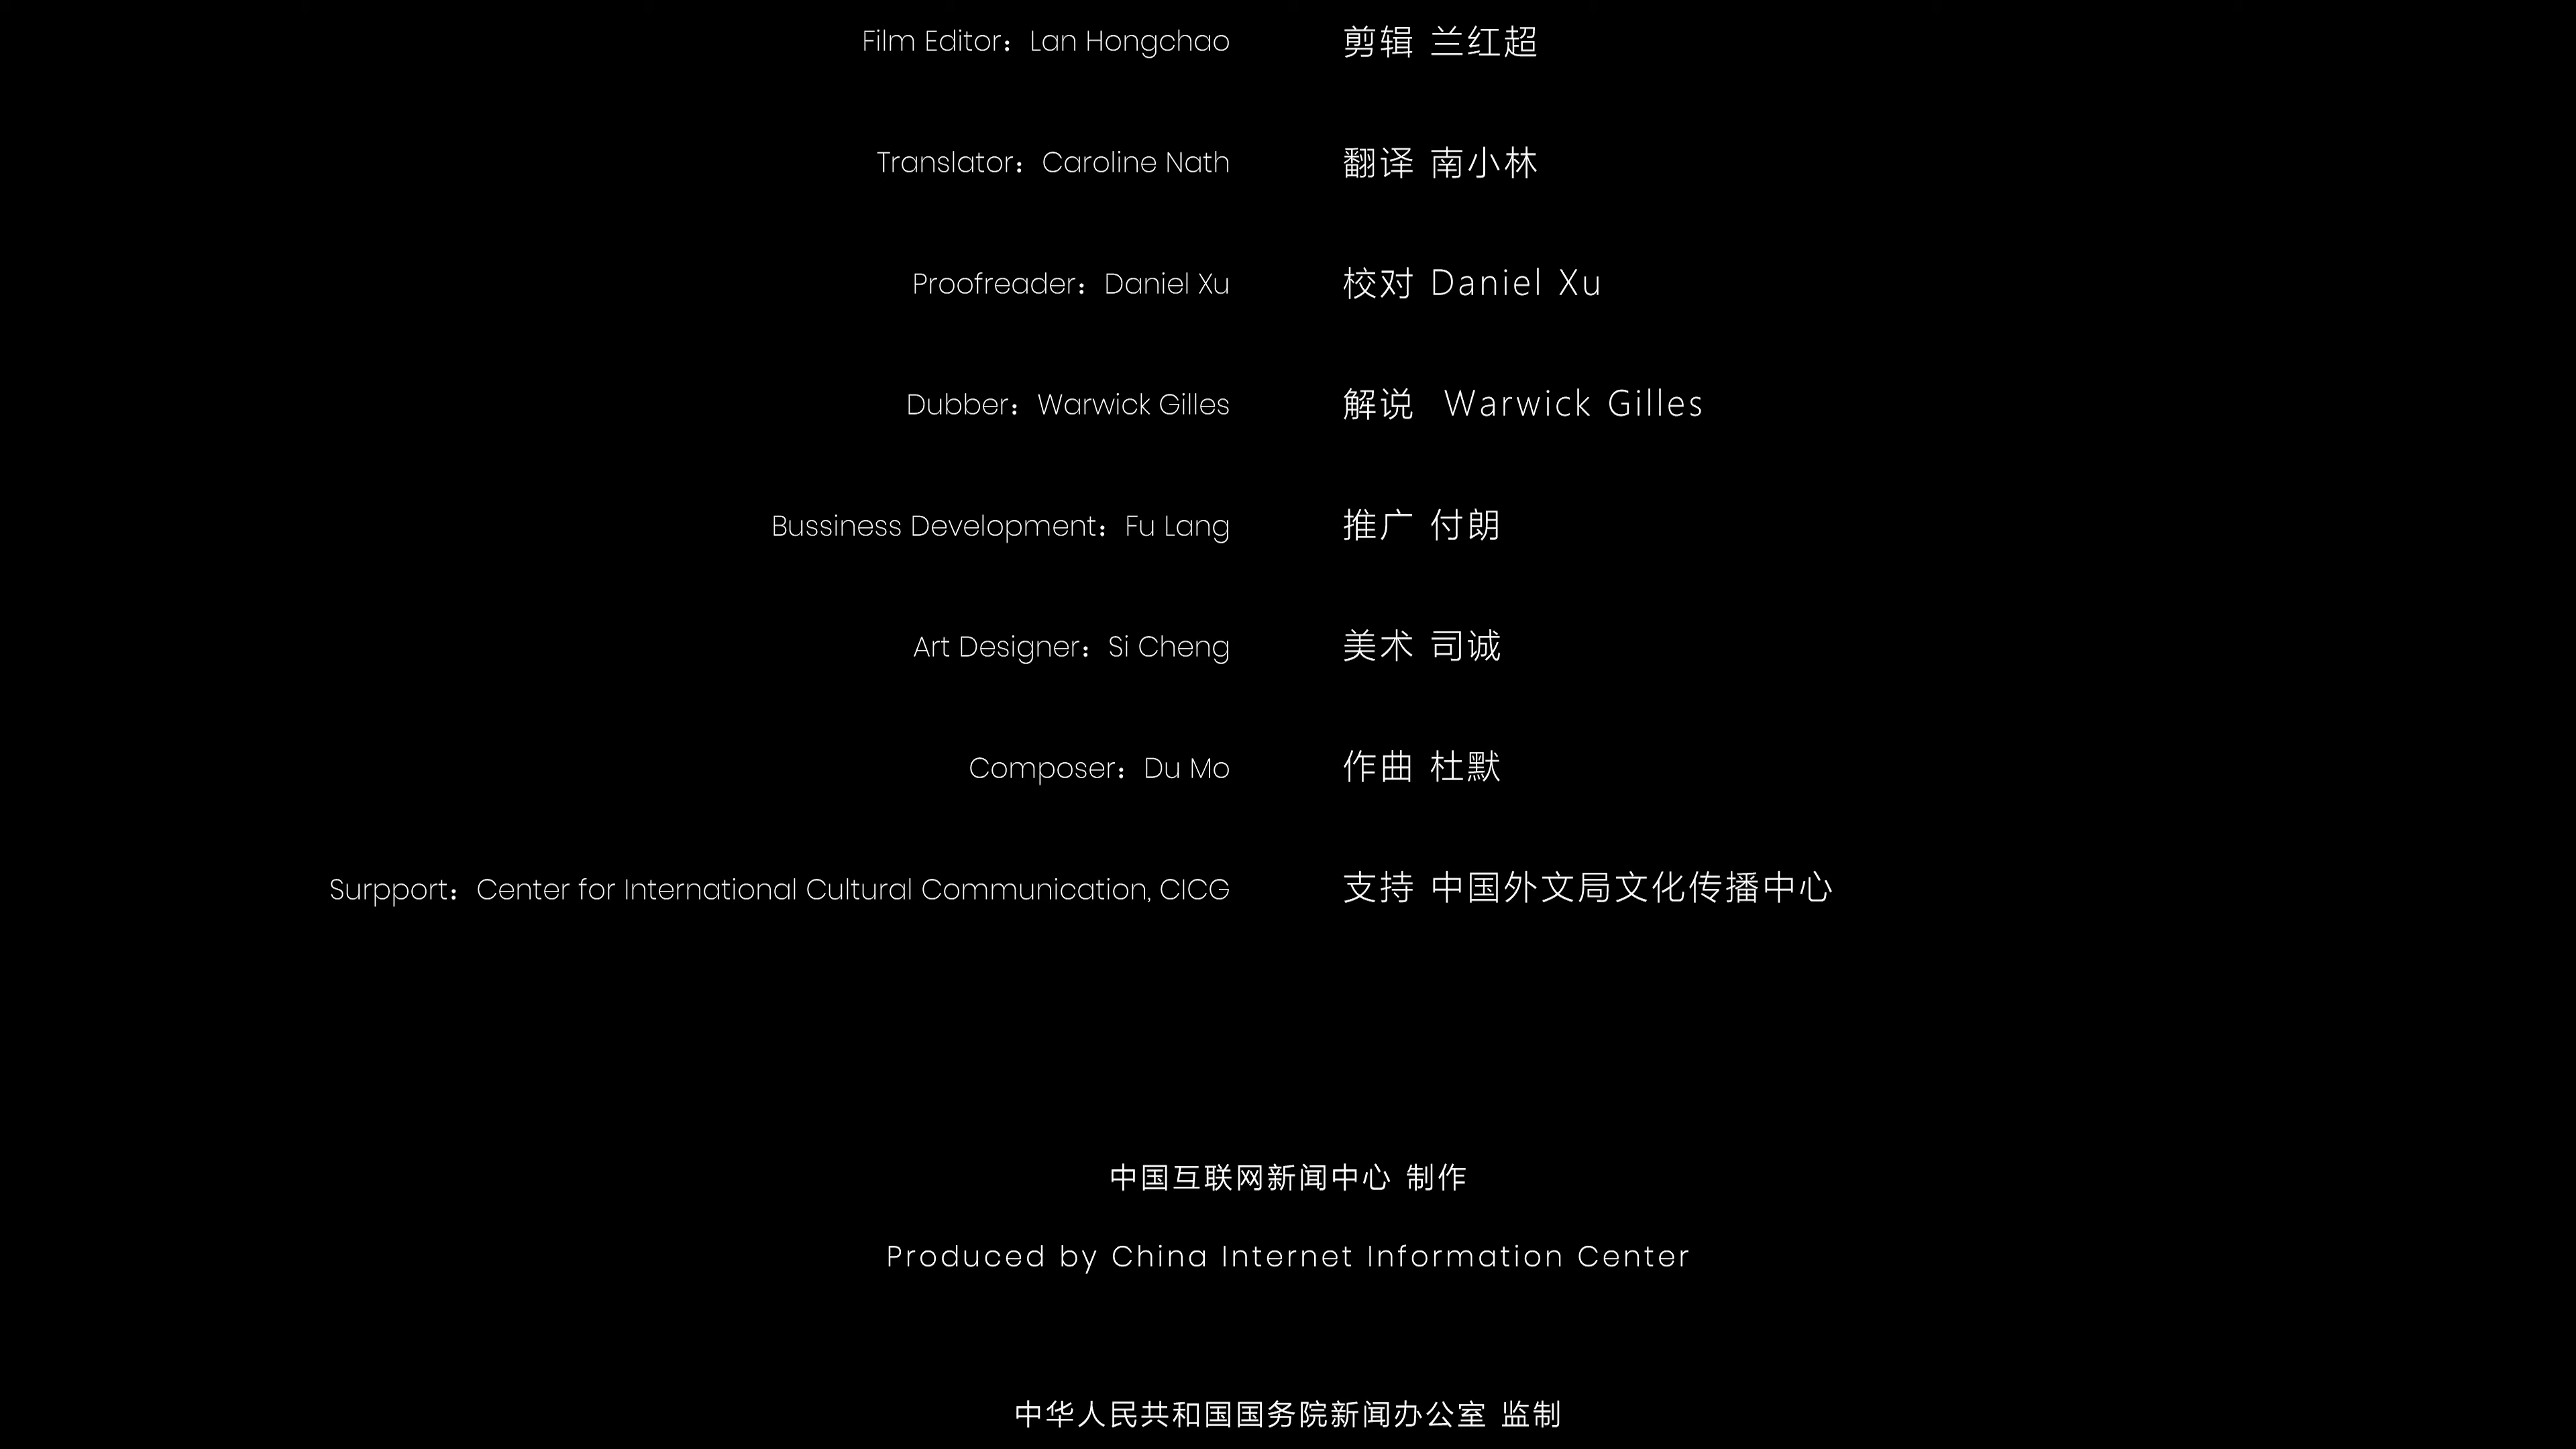 Film Editor：Lan Hongchao 剪辑 兰红超
Translator：Caroline Nath 翻译 南小林
Proofreader：Daniel Xu 校对 Daniel Xu
Dubber：Warwick Gilles 解说 Warwick Gilles
Bussiness Development：Fu Lang 推广 付朗
Art Designer：Si Cheng 美术 司诚
Composer：Du Mo 作曲 杜默
Surpport：Center for International Cultural Communication, CICG 支持 中国外文局文化传播中心
中国互联网新闻中心 制作
Produced by China Internet Information Center
中华人民共和国国务院新闻办公室 监制